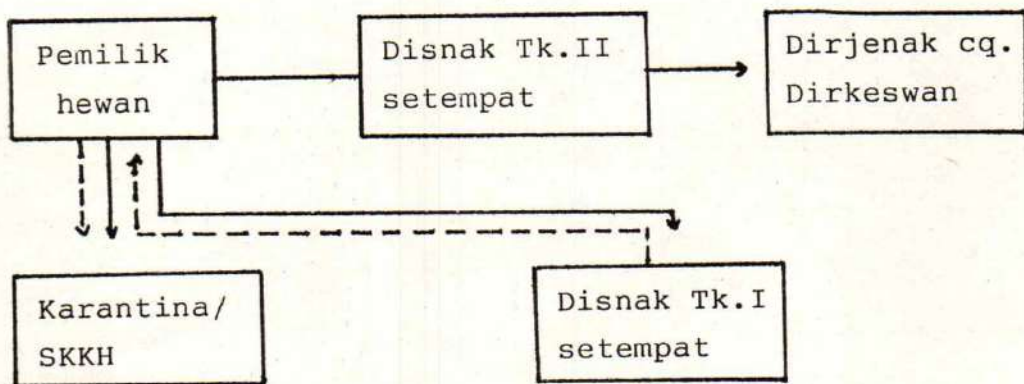 Pemilik
hewan
Disnak Tk.II
setempat
Dirjenak cq.
Dirkeswan
Karantina/
SKKH
Disnak Tk.I
setempat